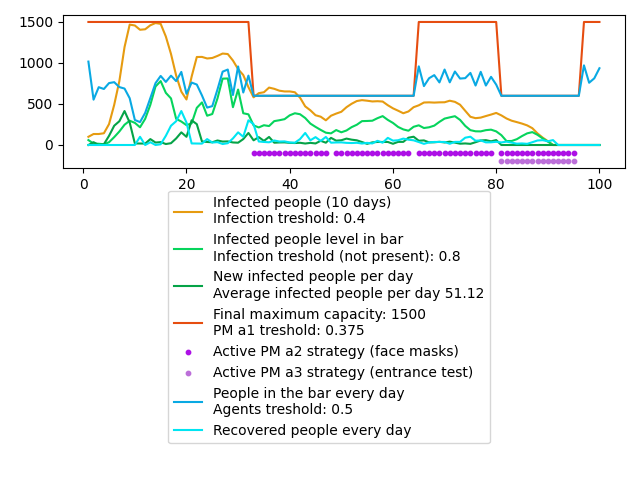 1500
1000
500
0
0
20
40
60
80
100
Infected people (10 days)
Infection treshold: 0.4
Infected people level in bar
Infection treshold (not present): 0.8
New infected people per day
Average infected people per day 51.12
Final maximum capacity: 1500
PM a1 treshold: 0.375
Active PM a2 strategy (face masks)
Active PM a3 strategy (entrance test)
People in the bar every day
Agents treshold: 0.5
Recovered people every day